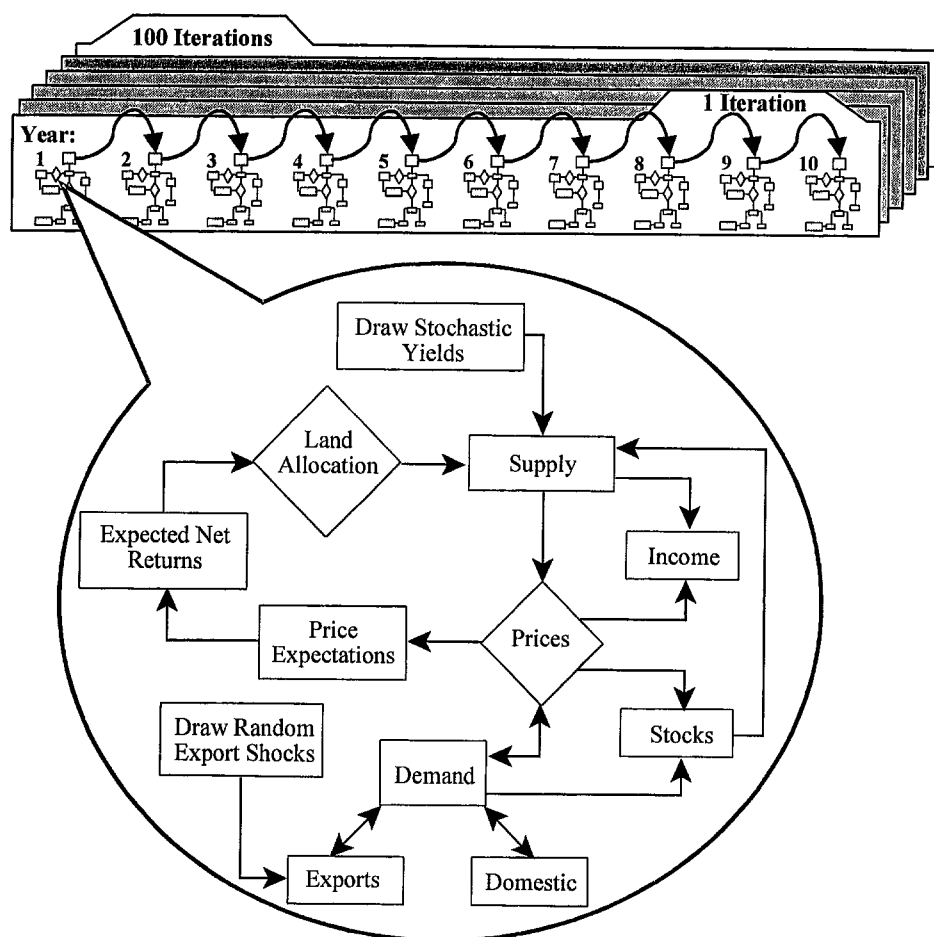 100 Iterations
1 Iteration
Year:
1 2 3 4 5 6 7 8 9 10
Draw Stochastic
Yields
Land
Allocation
Supply
Expected Net
Returns
Income
Price
Expectations
Prices
Draw Random
Export Shocks
Stocks
Demand
Exports
Domestic